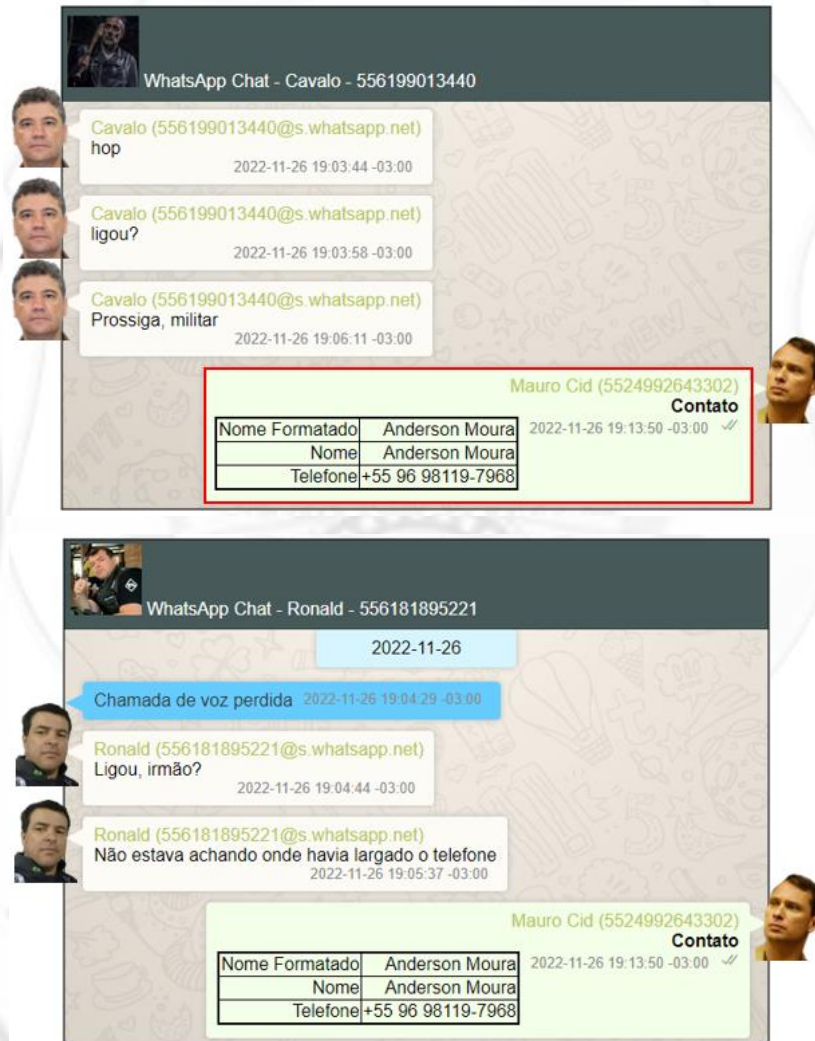 WhatsApp Chat - Cavalo - 556199013440
Cavalo (556199013440@s.whatsapp.net)
hop
2022-11-26 19:03:44 -03:00
Cavalo (556199013440@s.whatsapp.net)
ligou?
2022-11-26 19:03:58 -03:00
Cavalo (556199013440@s.whatsapp.net)
Prossiga, militar
2022-11-26 19:06:11 -03:00
Mauro Cid (5524992643302)
Contato
Nome Formatado Anderson Moura 2022-11-26 19:13:50 -03:00
Nome Anderson Moura
Telefone +55 96 98119-7968
WhatsApp Chat - Ronald - 556181895221
2022-11-26
Chamada de voz perdida 2022-11-26 19:04:29 -03:00
Ronald (556181895221@s.whatsapp.net)
Ligou, irmão?
2022-11-26 19:04:44 -03:00
Ronald (556181895221@s.whatsapp.net)
Não estava achando onde havia largado o telefone
2022-11-26 19:05:37 -03:00
Mauro Cid (5524992643302)
Contato
Nome Formatado Anderson Moura 2022-11-26 19:13:50 -03:00
Nome Anderson Moura
Telefone +55 96 98119-7968